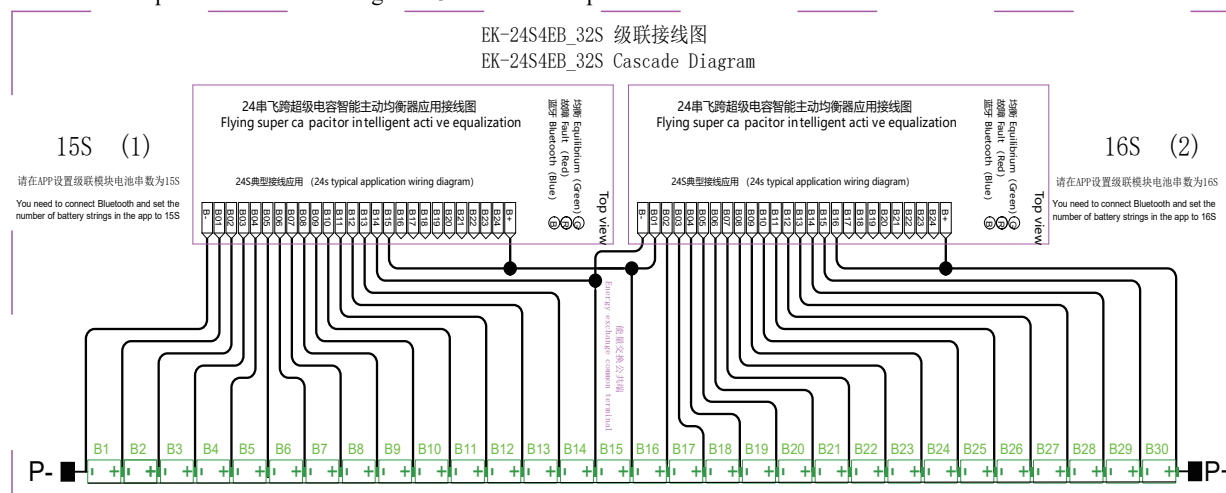 EK-24S4EB_32S 级联接线图
EK-24S4EB_32S Cascade Diagram
15S (1)
请在APP设置级联模块电池串数为15S
You need to connect Bluetooth and set the
number of battery strings in the app to 15S
24串飞跨超级电容智能主动均衡器应用接线图
Flying super ca pacitor intelligent acti ve equalization
均衡 Equilibrium (Green) G
故障 Fault (Red) R
蓝牙 Bluetooth (Blue) B
24S典型接线应用 (24s typical application wiring diagram)
Top view
B- B01 B02 B03 B04 B05 B06 B07 B08 B09 B10 B11 B12 B13 B14 B15 B16 B17 B18 B19 B20 B21 B22 B23 B24 B+
24串飞跨超级电容智能主动均衡器应用接线图
Flying super ca pacitor intelligent acti ve equalization
均衡 Equilibrium (Green) G
故障 Fault (Red) R
蓝牙 Bluetooth (Blue) B
24S典型接线应用 (24s typical application wiring diagram)
Top view
B- B01 B02 B03 B04 B05 B06 B07 B08 B09 B10 B11 B12 B13 B14 B15 B16 B17 B18 B19 B20 B21 B22 B23 B24 B+
16S (2)
请在APP设置级联模块电池串数为16S
You need to connect Bluetooth and set the
number of battery strings in the app to 16S
能量交换公共端
Energy exchange common terminal
B1 B2 B3 B4 B5 B6 B7 B8 B9 B10 B11 B12 B13 B14 B15 B16 B17 B18 B19 B20 B21 B22 B23 B24 B25 B26 B27 B28 B29 B30
P-